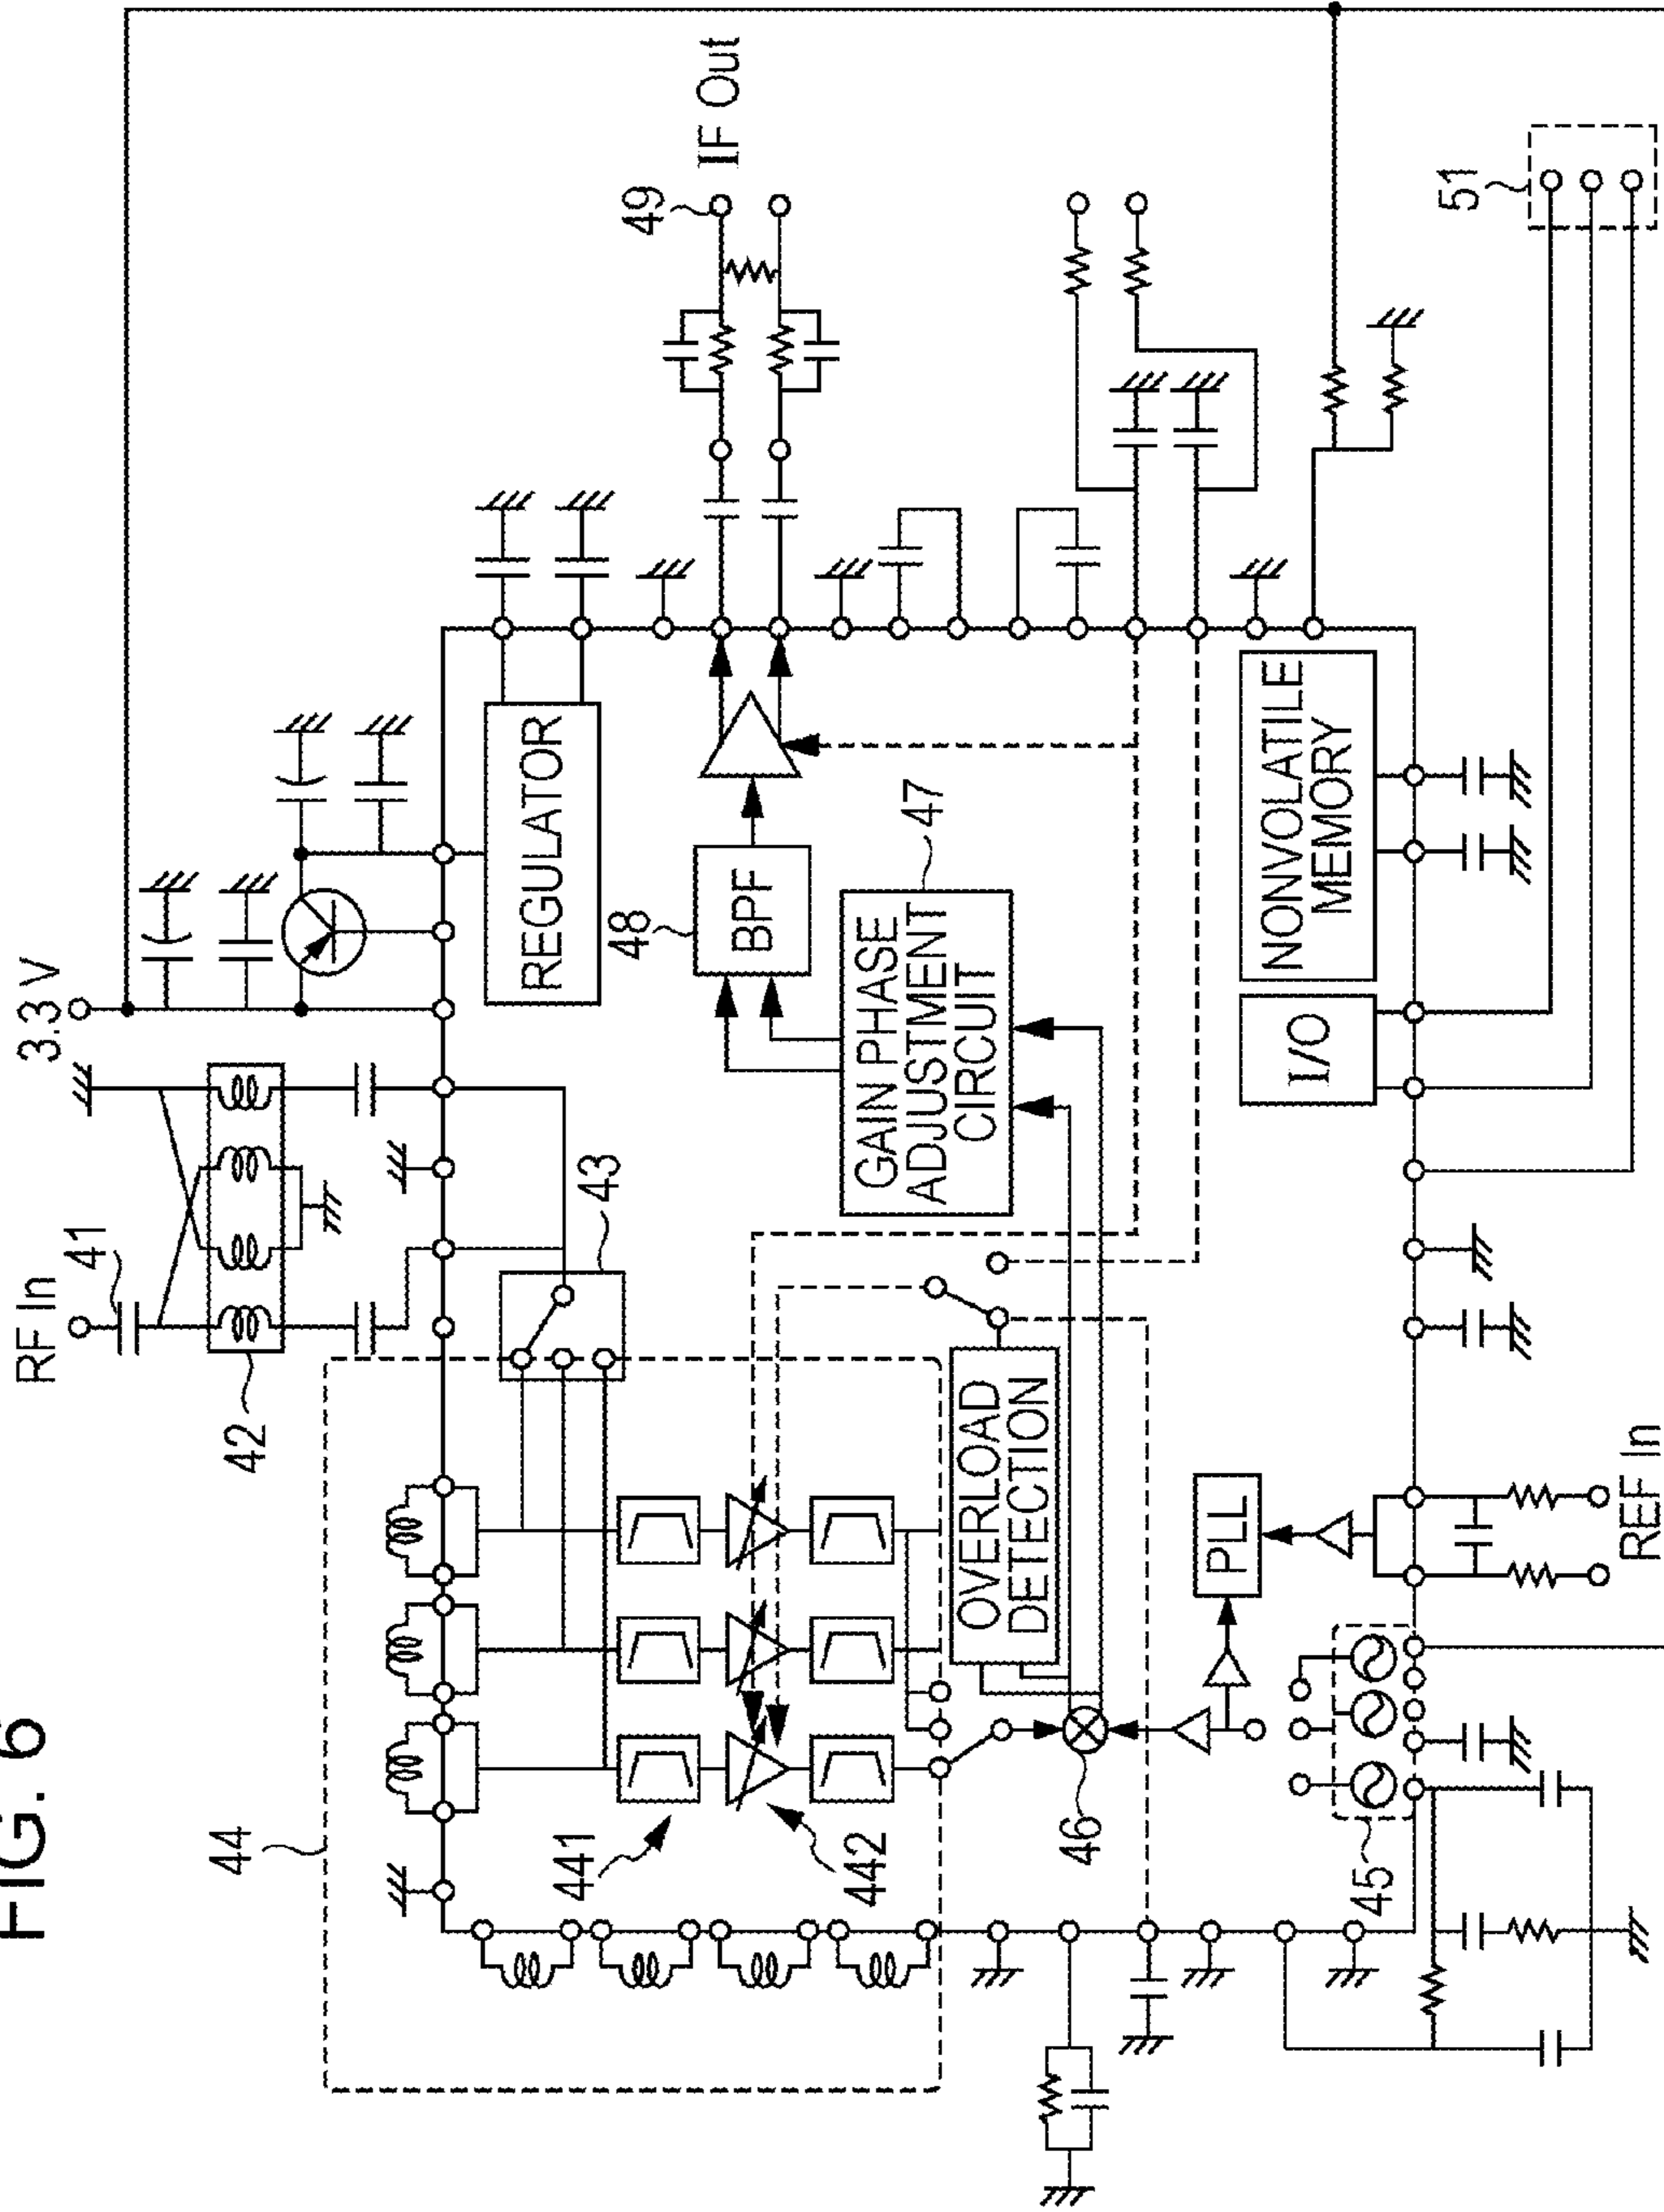 FIG. 6
RF In
41
42
3.3 V
43
44
441
442
REGULATOR
48
BPF
49
IF Out
47
GAIN PHASE
ADJUSTMENT
CIRCUIT
OVERLOAD
DETECTION
46
45
PLL
REF In
I/O
NONVOLATILE
MEMORY
51